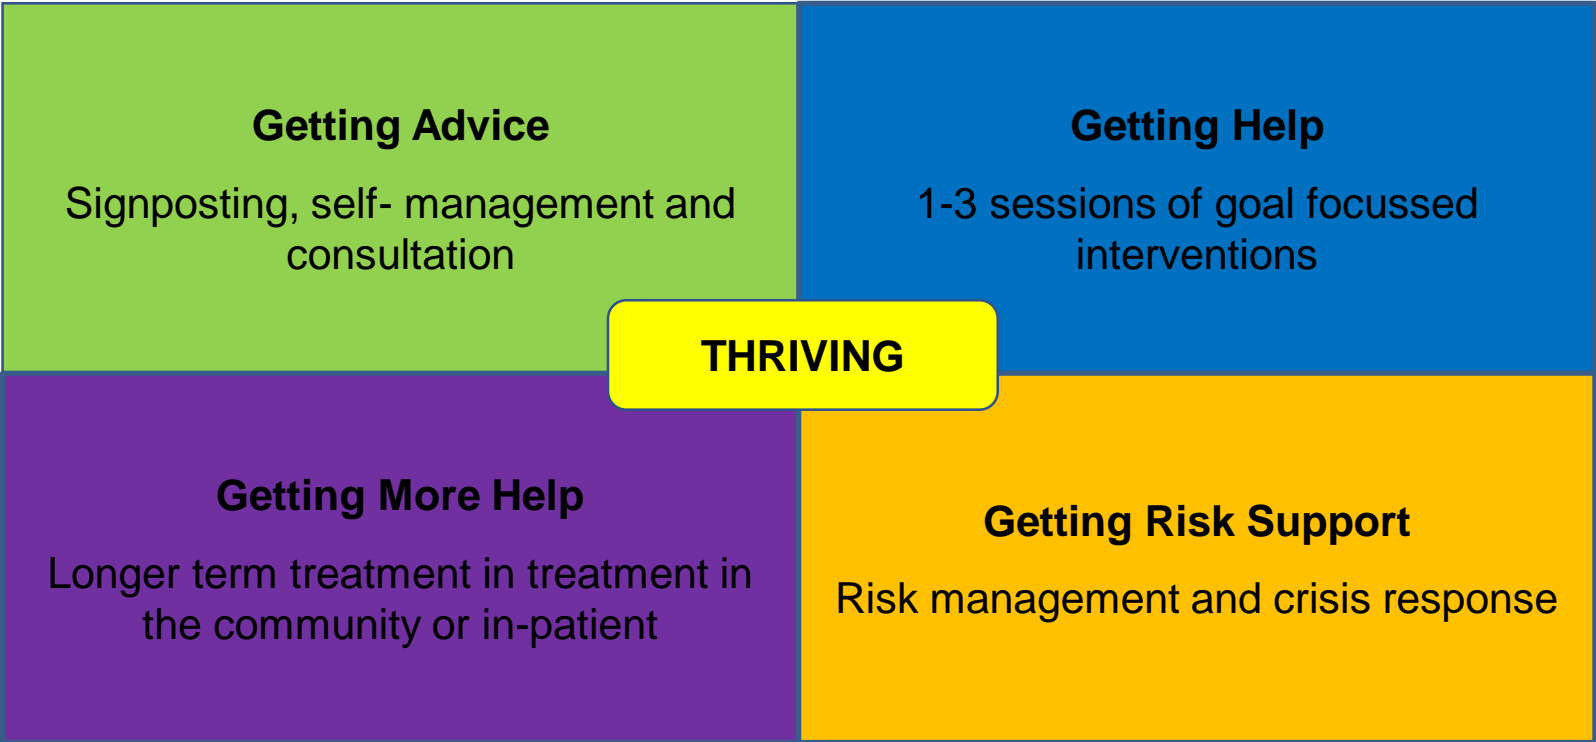 Getting Advice
Signposting, self- management and
consultation
Getting Help
1-3 sessions of goal focussed
interventions
THRIVING
Getting More Help
Longer term treatment in treatment in
the community or in-patient
Getting Risk Support
Risk management and crisis response